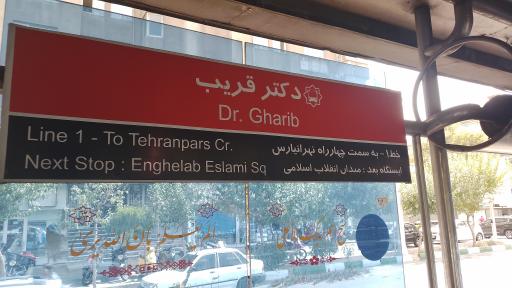 دکتر قریب
Dr. Gharib
Line 1 - To Tehranpars Cr.
خط۱- به سمت چهارراه تهرانپارس
Next Stop : Enghelab Eslami Sq
ایستگاه بعد : میدان انقلاب اسلامی